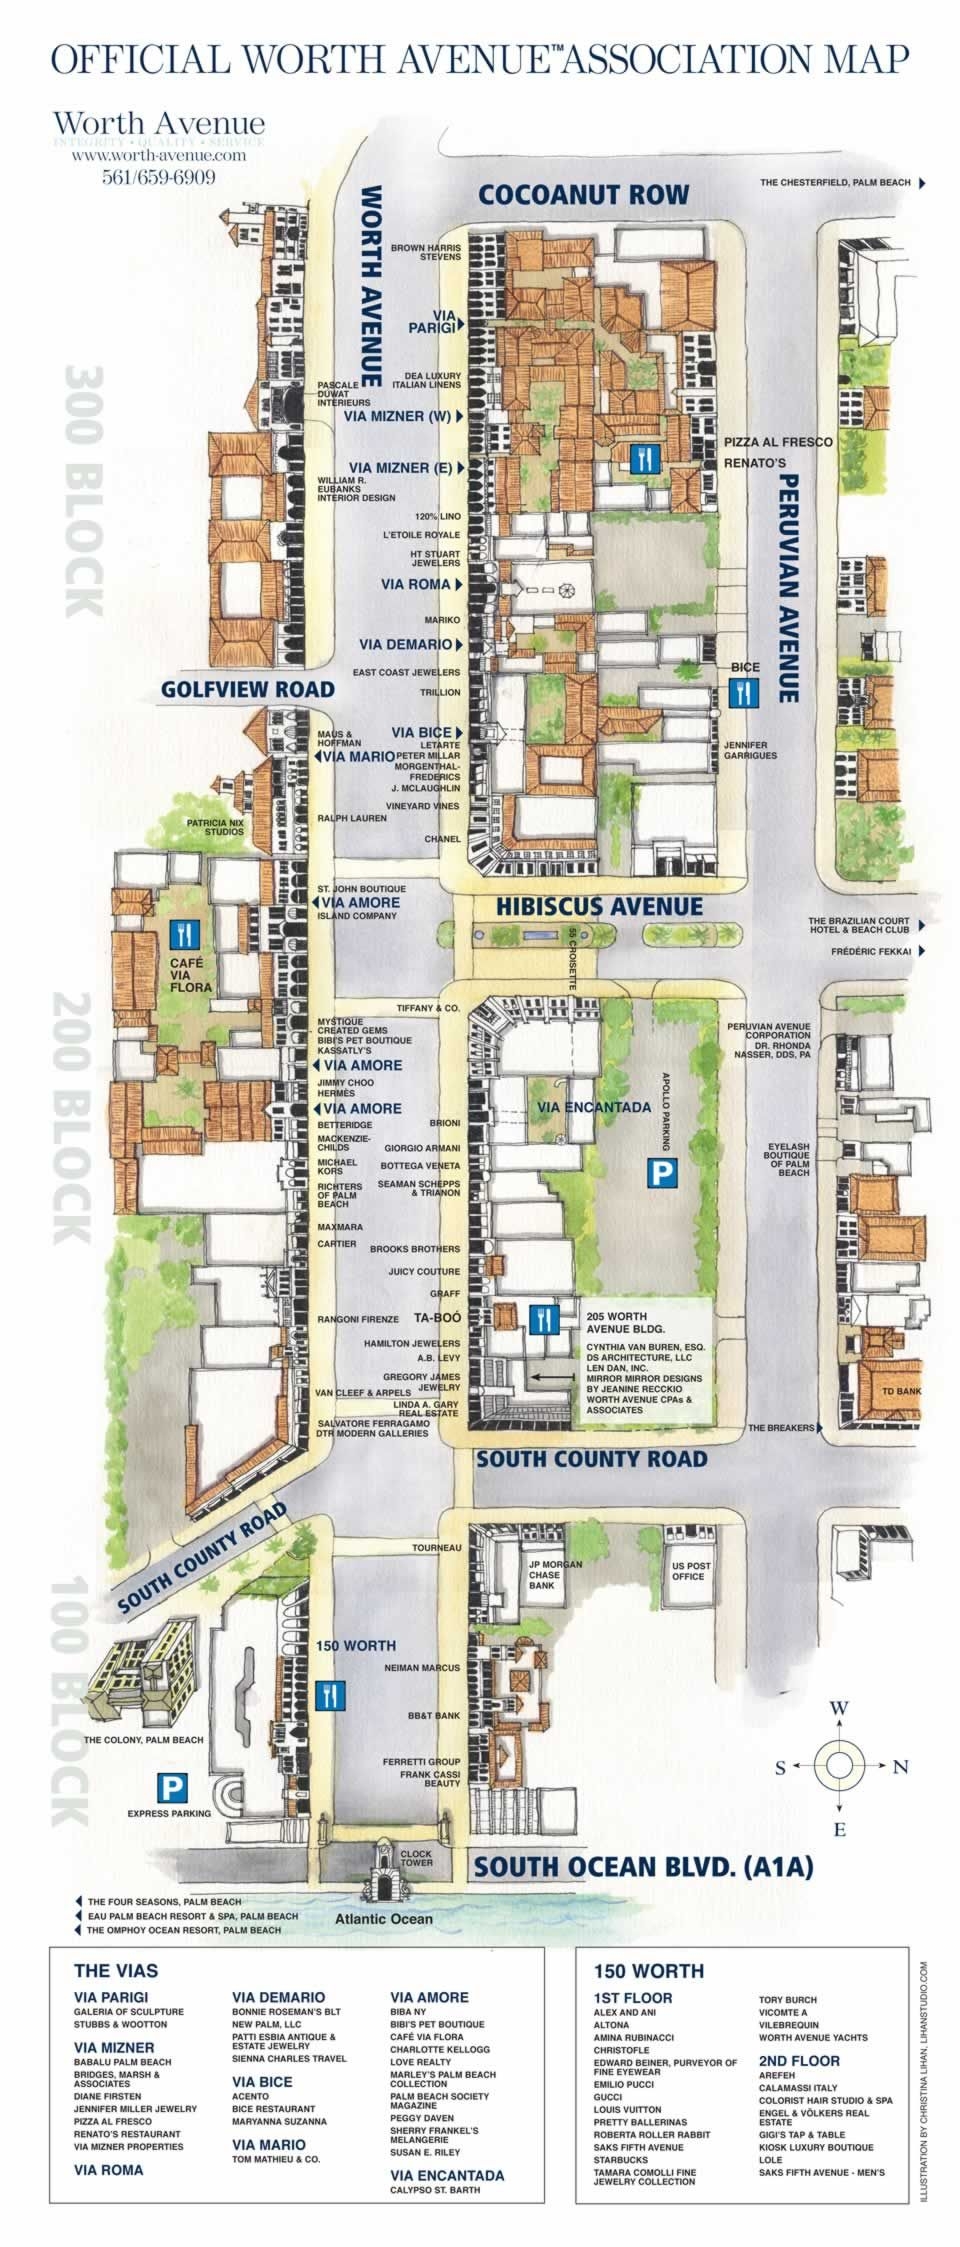 OFFICIAL WORTH AVENUE™ ASSOCIATION MAP
Worth Avenue
INTEGRITY • QUALITY • SERVICE
www.worth-avenue.com
561/659-6909
COCOANUT ROW
THE CHESTERFIELD, PALM BEACH
WORTH AVENUE
BROWN HARRIS
STEVENS
VIA
PARIGI
DEA LUXURY
ITALIAN LINENS
PASCALE
DUWAT
INTERIEURS
VIA MIZNER (W)
300 BLOCK
PIZZA AL FRESCO
RENATO'S
VIA MIZNER (E)
WILLIAM R.
EUBANKS
INTERIOR DESIGN
PERUVIAN AVENUE
120% LINO
L'ETOILE ROYALE
HT STUART
JEWELERS
VIA ROMA
MARIKO
VIA DEMARIO
EAST COAST JEWELERS
BICE
GOLFVIEW ROAD
TRILLION
VIA BICE
MAUS &
HOFFMAN
LETARTE
VIA MARIO
PETER MILLAR
MORGENTHAL-
FREDERICS
J. MCLAUGHLIN
JENNIFER
GARRIGUES
VINEYARD VINES
RALPH LAUREN
PATRICIA NIX
STUDIOS
CHANEL
ST. JOHN BOUTIQUE
VIA AMORE
ISLAND COMPANY
HIBISCUS AVENUE
55 CROISETTE
THE BRAZILIAN COURT
HOTEL & BEACH CLUB
FRÉDÉRIC FEKKAI
CAFÉ
VIA
FLORA
200 BLOCK
TIFFANY & CO.
MYSTIQUE
CREATED GEMS
BIBI'S PET BOUTIQUE
KASSATLY'S
VIA AMORE
PERUVIAN AVENUE
CORPORATION
DR. RHONDA
NASSER, DDS, PA
JIMMY CHOO
HERMÈS
VIA AMORE
VIA ENCANTADA
APOLLO PARKING
P
BETTERIDGE
BRIONI
MACKENZIE-
CHILDS
GIORGIO ARMANI
MICHAEL
KORS
BOTTEGA VENETA
EYELASH
BOUTIQUE
OF PALM
BEACH
RICHTERS
OF PALM
BEACH
SEAMAN SCHEPPS
& TRIANON
MAXMARA
CARTIER
BROOKS BROTHERS
JUICY COUTURE
GRAFF
RANGONI FIRENZE
TA-BOÓ
205 WORTH
AVENUE BLDG.
CYNTHIA VAN BUREN, ESQ.
DS ARCHITECTURE, LLC
LEN DAN, INC.
MIRROR MIRROR DESIGNS
BY JEANINE RECCKIO
WORTH AVENUE CPAs &
ASSOCIATES
HAMILTON JEWELERS
A.B. LEVY
GREGORY JAMES
JEWELRY
VAN CLEEF & ARPELS
LINDA A. GARY
REAL ESTATE
SALVATORE FERRAGAMO
DTR MODERN GALLERIES
TD BANK
THE BREAKERS
SOUTH COUNTY ROAD
SOUTH COUNTY ROAD
TOURNEAU
JP MORGAN
CHASE
BANK
US POST
OFFICE
100 BLOCK
150 WORTH
NEIMAN MARCUS
BB&T BANK
THE COLONY, PALM BEACH
FERRETTI GROUP
FRANK CASSI
BEAUTY
P
EXPRESS PARKING
W
S
N
E
CLOCK
TOWER
SOUTH OCEAN BLVD. (A1A)
THE FOUR SEASONS, PALM BEACH
EAU PALM BEACH RESORT & SPA, PALM BEACH
THE OMPHOY OCEAN RESORT, PALM BEACH
Atlantic Ocean
THE VIAS
VIA PARIGI
GALERIA OF SCULPTURE
STUBBS & WOOTTON
VIA MIZNER
BABALU PALM BEACH
BRIDGES, MARSH &
ASSOCIATES
DIANE FIRSTEN
JENNIFER MILLER JEWELRY
PIZZA AL FRESCO
RENATO'S RESTAURANT
VIA MIZNER PROPERTIES
VIA ROMA
VIA DEMARIO
BONNIE ROSEMAN'S BLT
NEW PALM, LLC
PATTI ESBIA ANTIQUE &
ESTATE JEWELRY
SIENNA CHARLES TRAVEL
VIA BICE
ACENTO
BICE RESTAURANT
MARYANNA SUZANNA
VIA MARIO
TOM MATHIEU & CO.
VIA AMORE
BIBA NY
BIBI'S PET BOUTIQUE
CAFÉ VIA FLORA
CHARLOTTE KELLOGG
LOVE REALTY
MARLEY'S PALM BEACH
COLLECTION
PALM BEACH SOCIETY
MAGAZINE
PEGGY DAVEN
SHERRY FRANKEL'S
MELANGERIE
SUSAN E. RILEY
VIA ENCANTADA
CALYPSO ST. BARTH
150 WORTH
1ST FLOOR
ALEX AND ANI
ALTONA
AMINA RUBINACCI
CHRISTOFLE
EDWARD BEINER, PURVEYOR OF
FINE EYEWEAR
EMILIO PUCCI
GUCCI
LOUIS VUITTON
PRETTY BALLERINAS
ROBERTA ROLLER RABBIT
SAKS FIFTH AVENUE
STARBUCKS
TAMARA COMOLLI FINE
JEWELRY COLLECTION
TORY BURCH
VICOMTE A
VILEBREQUIN
WORTH AVENUE YACHTS
2ND FLOOR
AREFEH
CALAMASSI ITALY
COLORIST HAIR STUDIO & SPA
ENGEL & VÖLKERS REAL
ESTATE
GIGI'S TAP & TABLE
KIOSK LUXURY BOUTIQUE
LOLE
SAKS FIFTH AVENUE - MEN'S
ILLUSTRATION BY CHRISTINA LIHAN, LIHANSTUDIO.COM